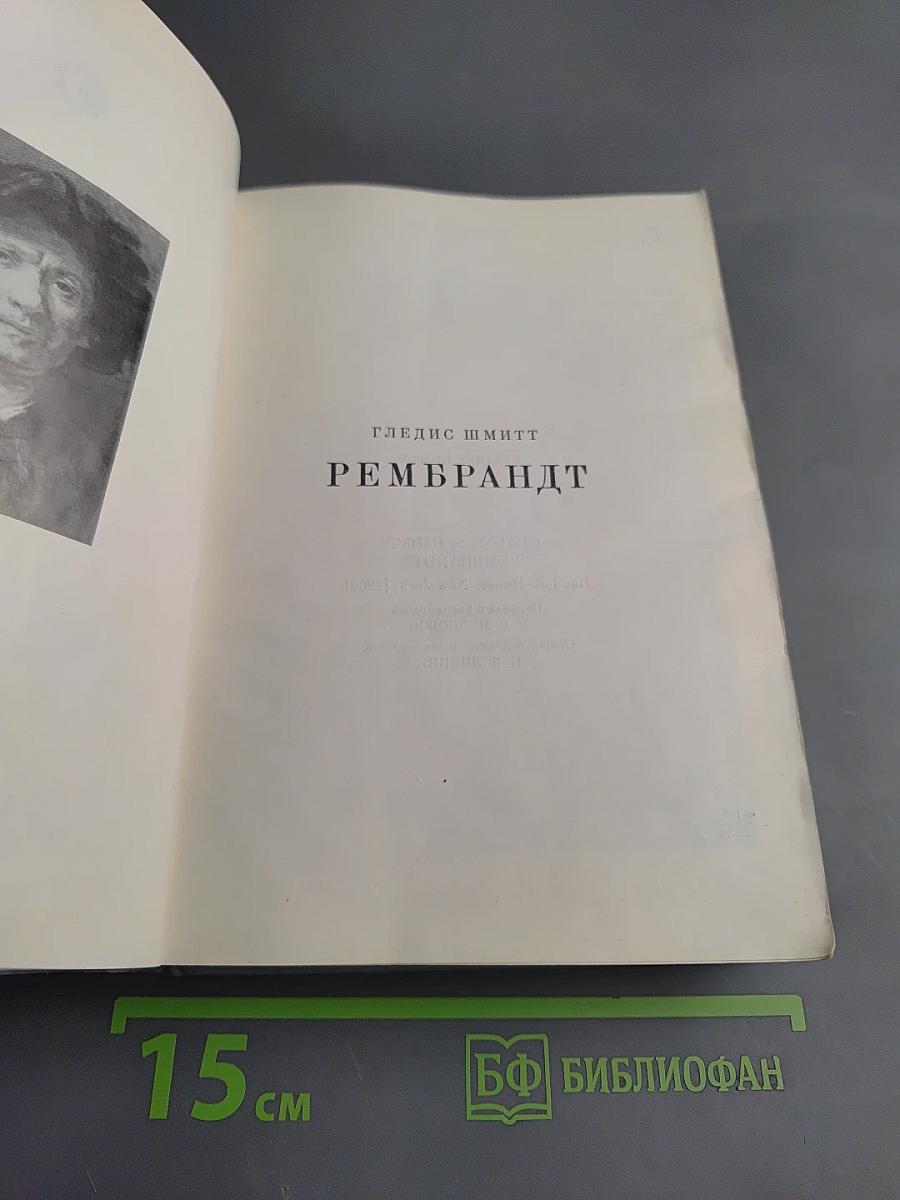 ГЛЕДИС ШМИТТ
РЕМБРАНДТ
15 см
БФ БИБЛИОФАН